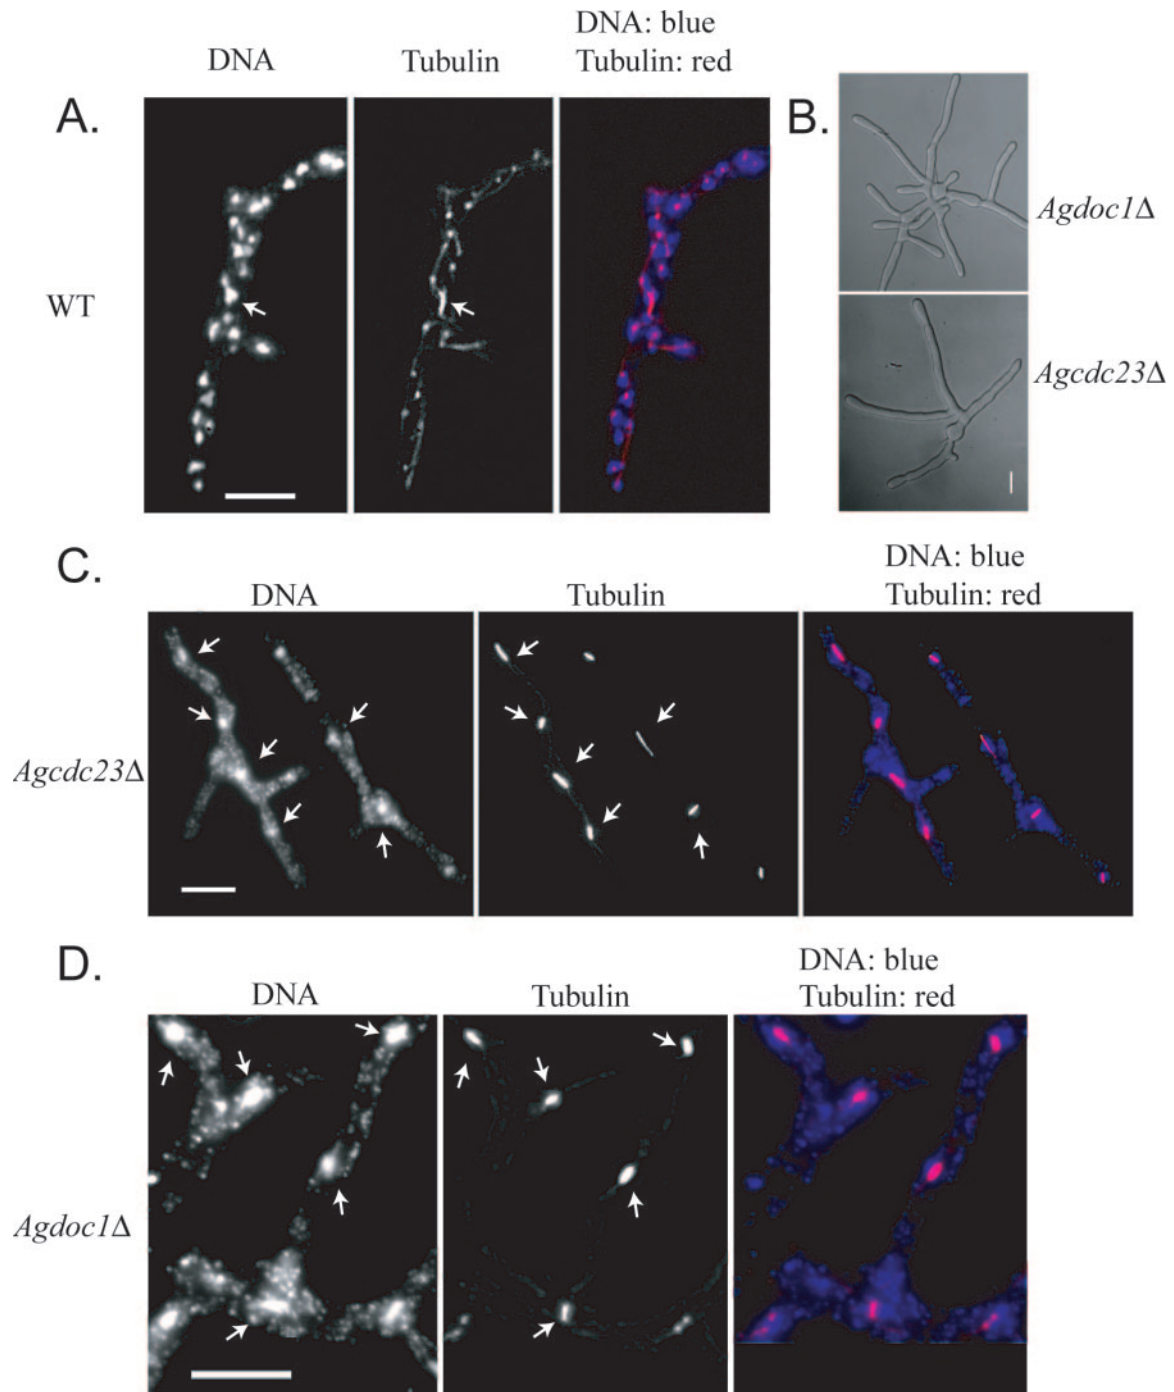 DNA: blue
DNA Tubulin Tubulin: red
A.
B.
Agdoc1Δ
WT
Agcdc23Δ
C.
DNA: blue
DNA Tubulin Tubulin: red
Agcdc23Δ
D.
DNA: blue
DNA Tubulin Tubulin: red
Agdoc1Δ